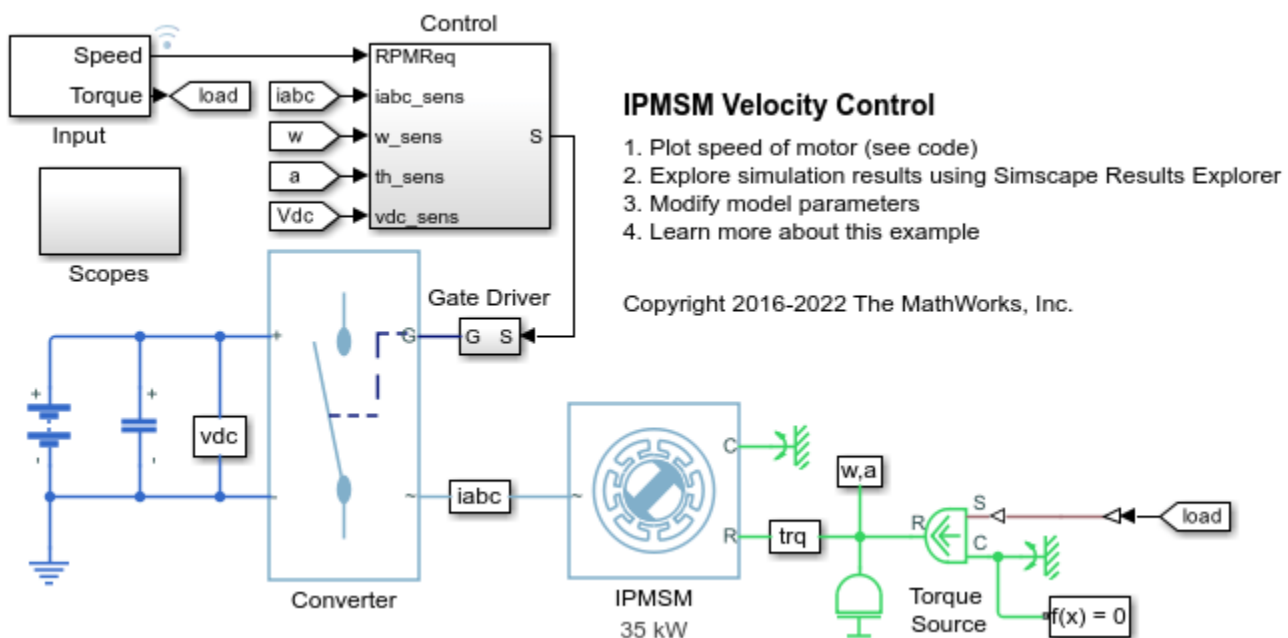 Control
Speed
Torque
load
Input
RPMReq
iabc
iabc_sens
w
w_sens
a
th_sens
Vdc
vdc_sens
S
Scopes
IPMSM Velocity Control
1. Plot speed of motor (see code)
2. Explore simulation results using Simscape Results Explorer
3. Modify model parameters
4. Learn more about this example
Copyright 2016-2022 The MathWorks, Inc.
Gate Driver
G
G S
+
+
+
vdc
-
-
-
~
iabc
~
Converter
C
R
IPMSM
35 kW
trq
w,a
R
S
C
load
Torque
Source
f(x) = 0